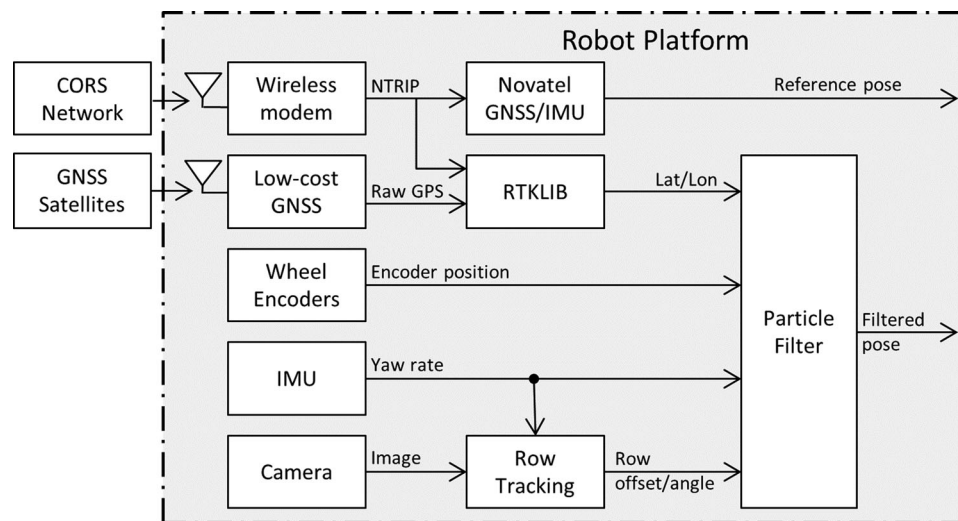 Robot Platform
CORS
Network
Wireless
modem
NTRIP
Novatel
GNSS/IMU
Reference pose
GNSS
Satellites
Low-cost
GNSS
Raw GPS
RTKLIB
Lat/Lon
Wheel
Encoders
Encoder position
Particle
Filter
Filtered
pose
IMU
Yaw rate
Camera
Image
Row
Tracking
Row
offset/angle